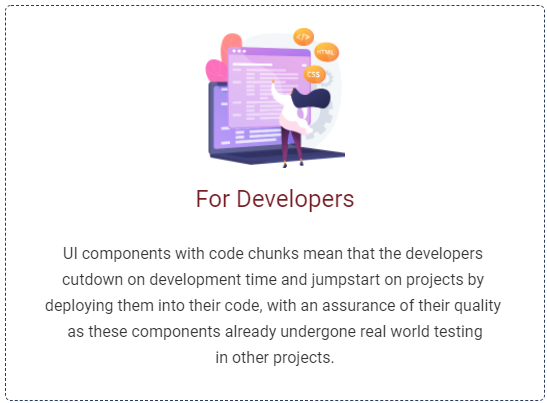 </>
HTML
CSS
For Developers
UI components with code chunks mean that the developers
cutdown on development time and jumpstart on projects by
deploying them into their code, with an assurance of their quality
as these components already undergone real world testing
in other projects.